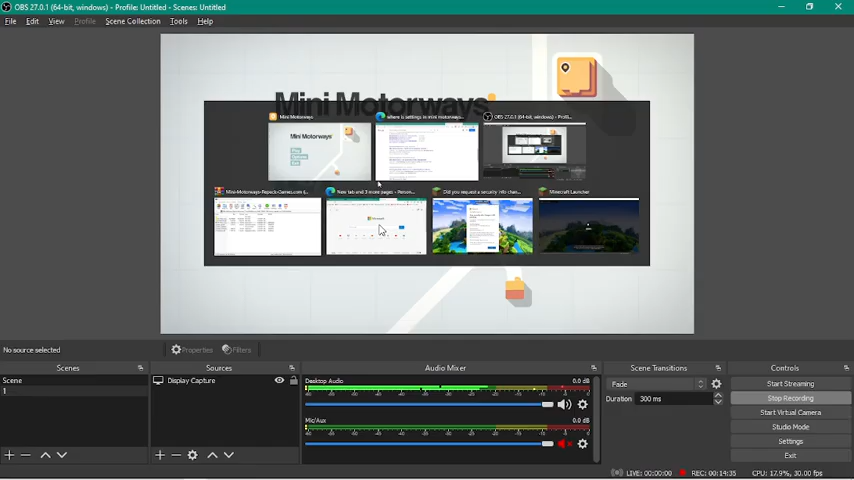 OBS 27.0.1 (64-bit, windows) - Profile: Untitled - Scenes: Untitled
File Edit View Profile Scene Collection Tools Help
Mini Motorways
Mini Motorways
where is settings in mini motorways...
OBS 27.0.1 (64-bit, windows) - Profil...
Mini Motorways
Mini-Motorways-Repack-Games.com (...
New tab and 3 more pages - Person...
Did you request a security info chan...
Minecraft Launcher
No source selected
Properties
Filters
Scenes
Sources
Audio Mixer
Scene Transitions
Controls
Scene
1
Display Capture
Desktop Audio
0.0 dB
Mic/Aux
0.0 dB
Fade
Duration 300 ms
Start Streaming
Stop Recording
Start Virtual Camera
Studio Mode
Settings
Exit
LIVE: 00:00:00
REC: 00:14:35
CPU: 17.9%, 30.00 fps